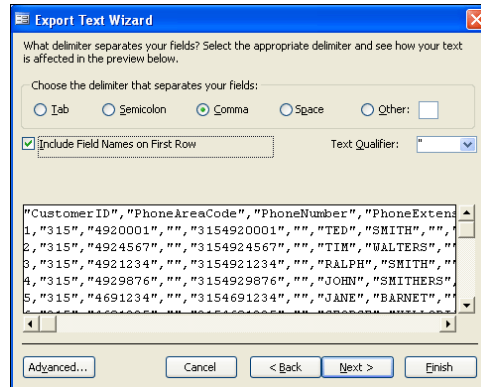 Export Text Wizard
What delimiter separates your fields? Select the appropriate delimiter and see how your text
is affected in the preview below.
Choose the delimiter that separates your fields:
Tab Semicolon Comma Space Other:
Include Field Names on First Row Text Qualifier: "
"CustomerID","PhoneAreaCode","PhoneNumber","PhoneExtens
1,"315","4920001","","3154920001","","TED","SMITH","",
2,"315","4924567","","3154924567","","TIM","WALTERS",""
3,"315","4921234","","3154921234","","RALPH","SMITH",""
4,"315","4929876","","3154929876","","JOHN","SMITHERS",
5,"315","4691234","","3154691234","","JANE","BARNET",""
Advanced... Cancel < Back Next > Finish